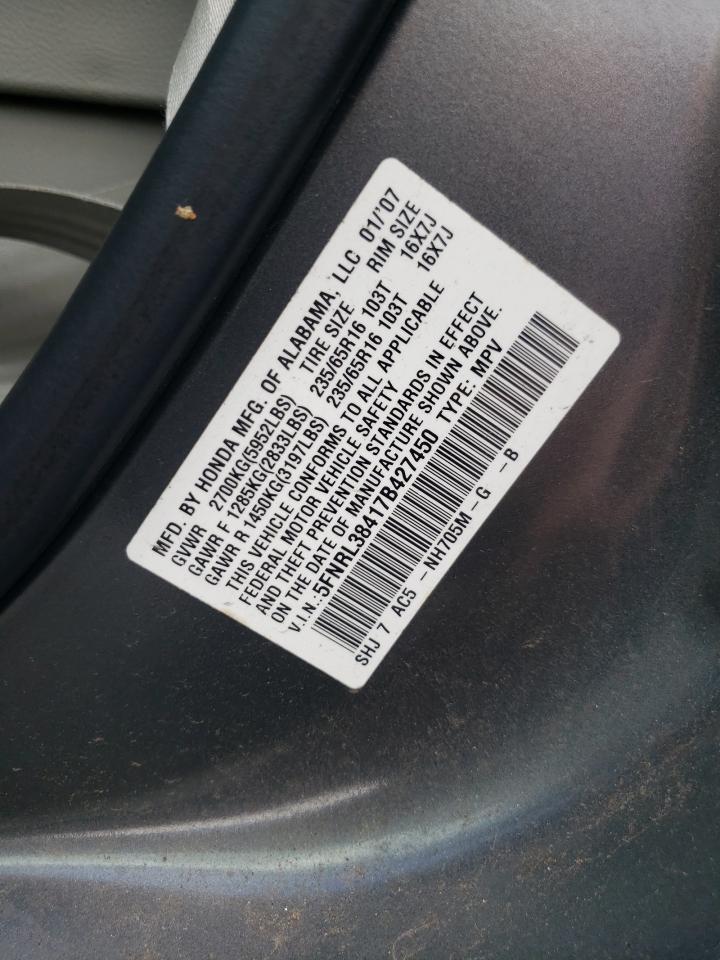 MFD. BY HONDA MFG. OF ALABAMA, LLC 01/'07
GVWR 2700KG(5952LBS) TIRE SIZE RIM SIZE
GAWR F 1285KG(2833LBS) 235/65R16 103T 16X7J
GAWR R 1450KG(3197LBS) 235/65R16 103T 16X7J
THIS VEHICLE CONFORMS TO ALL APPLICABLE
FEDERAL MOTOR VEHICLE SAFETY
AND THEFT PREVENTION STANDARDS IN EFFECT
ON THE DATE OF MANUFACTURE SHOWN ABOVE.
V.I.N.:5FNRL38417B427450 TYPE: MPV
SHJ 7 AC5 -NH705M-G -B